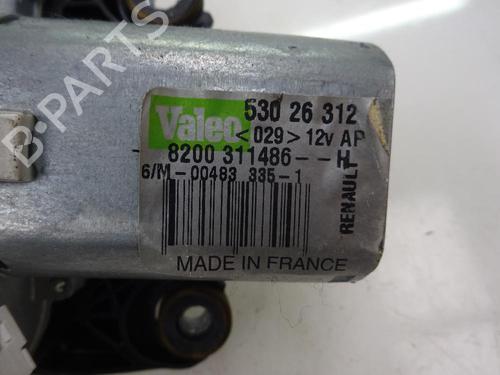 Valeo 530 26 312
<029> 12v AP
8200 311486--H
6/M-00483 335-1
RENAULT
MADE IN FRANCE
B-PARTS